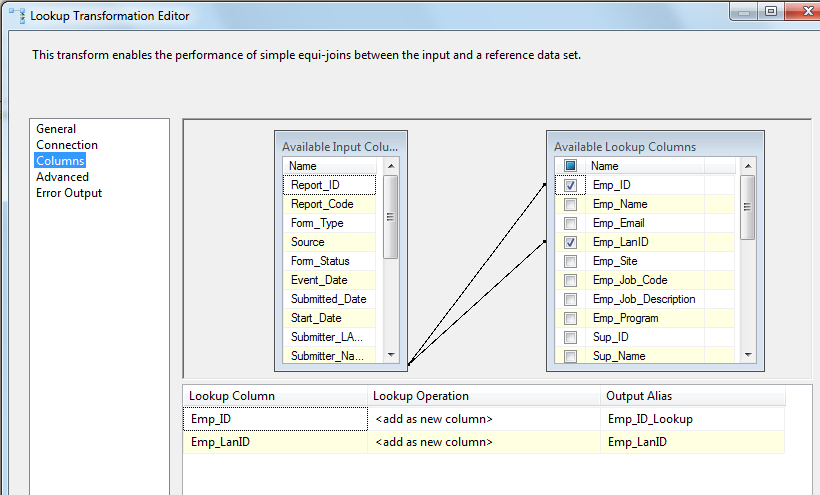 Lookup Transformation Editor
This transform enables the performance of simple equi-joins between the input and a reference data set.
General
Connection
Columns
Advanced
Error Output
Available Input Colu...
Name
Report_ID
Report_Code
Form_Type
Source
Form_Status
Event_Date
Submitted_Date
Start_Date
Submitter_LA...
Submitter_Na...
Available Lookup Columns
Name
Emp_ID
Emp_Name
Emp_Email
Emp_LanID
Emp_Site
Emp_Job_Code
Emp_Job_Description
Emp_Program
Sup_ID
Sup_Name
Lookup Column Lookup Operation Output Alias
Emp_ID <add as new column> Emp_ID_Lookup
Emp_LanID <add as new column> Emp_LanID